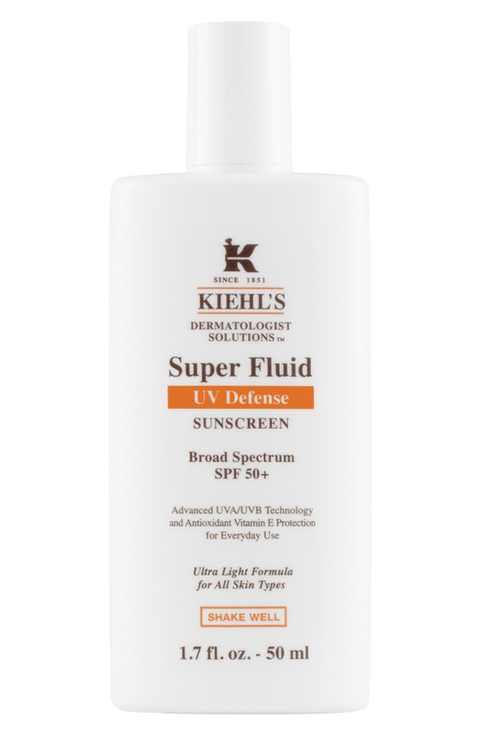 K
SINCE 1851
KIEHL'S
DERMATOLOGIST
SOLUTIONS™
Super Fluid
UV Defense
SUNSCREEN
Broad Spectrum
SPF 50+
Advanced UVA/UVB Technology
and Antioxidant Vitamin E Protection
for Everyday Use
Ultra Light Formula
for All Skin Types
SHAKE WELL
1.7 fl. oz. - 50 ml